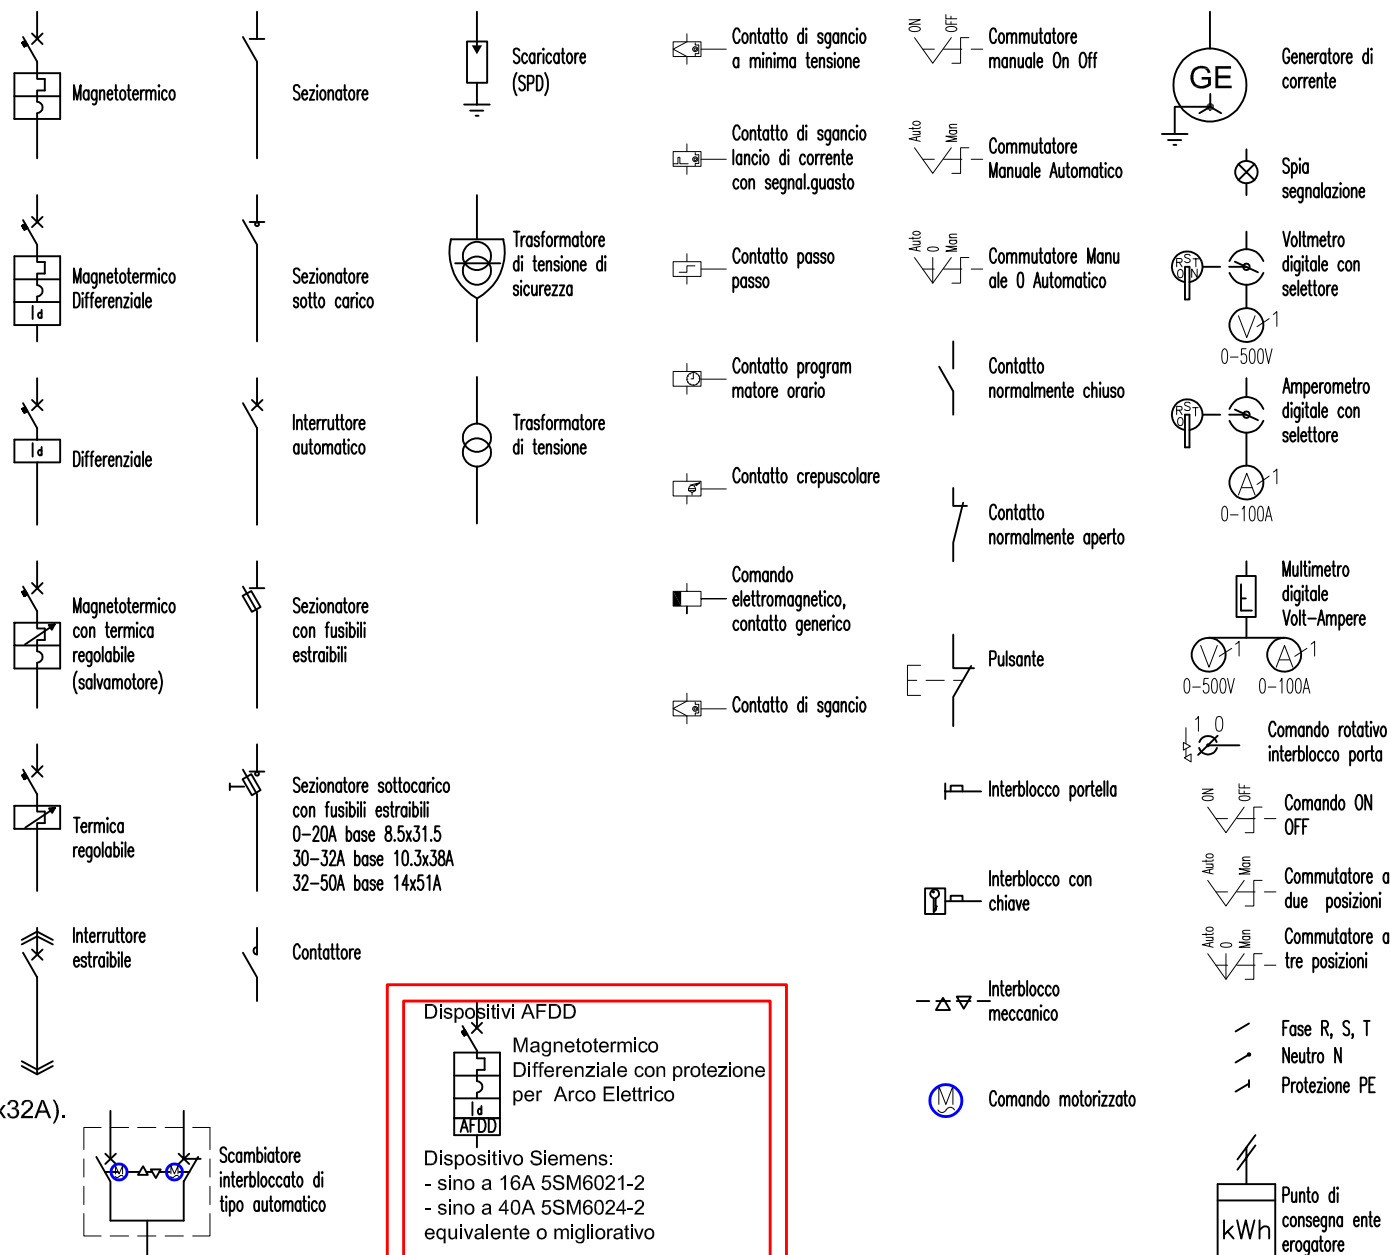 Magnetotermico
Magnetotermico
Differenziale
Id
Differenziale
Id
Magnetotermico
con termica
regolabile
(salvamotore)
Termica
regolabile
Interruttore
estraibile
x32A).
M
M
Scambiatore
interbloccato di
tipo automatico
Sezionatore
Sezionatore
sotto carico
Interruttore
automatico
Sezionatore
con fusibili
estraibili
Sezionatore sottocarico
con fusibili estraibili
0-20A base 8.5x31.5
30-32A base 10.3x38A
32-50A base 14x51A
Contattore
Scaricatore
(SPD)
Trasformatore
di tensione di
sicurezza
Trasformatore
di tensione
Dispositivi AFDD
Magnetotermico
Differenziale con protezione
per Arco Elettrico
Id
AFDD
Dispositivo Siemens:
- sino a 16A 5SM6021-2
- sino a 40A 5SM6024-2
equivalente o migliorativo
Contatto di sgancio
a minima tensione
Contatto di sgancio
lancio di corrente
con segnal.guasto
Contatto passo
passo
Contatto program
matore orario
Contatto crepuscolare
Comando
elettromagnetico,
contatto generico
Contatto di sgancio
ON OFF
Commutatore
manuale On Off
Auto Man
Commutatore
Manuale Automatico
Auto 0 Man
Commutatore Manu
ale 0 Automatico
Contatto
normalmente chiuso
Contatto
normalmente aperto
Pulsante
Interblocco portella
Interblocco con
chiave
Interblocco
meccanico
M
Comando motorizzato
GE
Generatore di
corrente
Spia
segnalazione
R S T
O N
V 1
0-500V
Voltmetro
digitale con
selettore
R S T
O
A 1
0-100A
Amperometro
digitale con
selettore
Multimetro
digitale
Volt-Ampere
V 1 A 1
0-500V 0-100A
1 0
Comando rotativo
interblocco porta
ON OFF
Comando ON
OFF
Auto Man
Commutatore a
due posizioni
Auto 0 Man
Commutatore a
tre posizioni
Fase R, S, T
Neutro N
Protezione PE
kWh
Punto di
consegna ente
erogatore